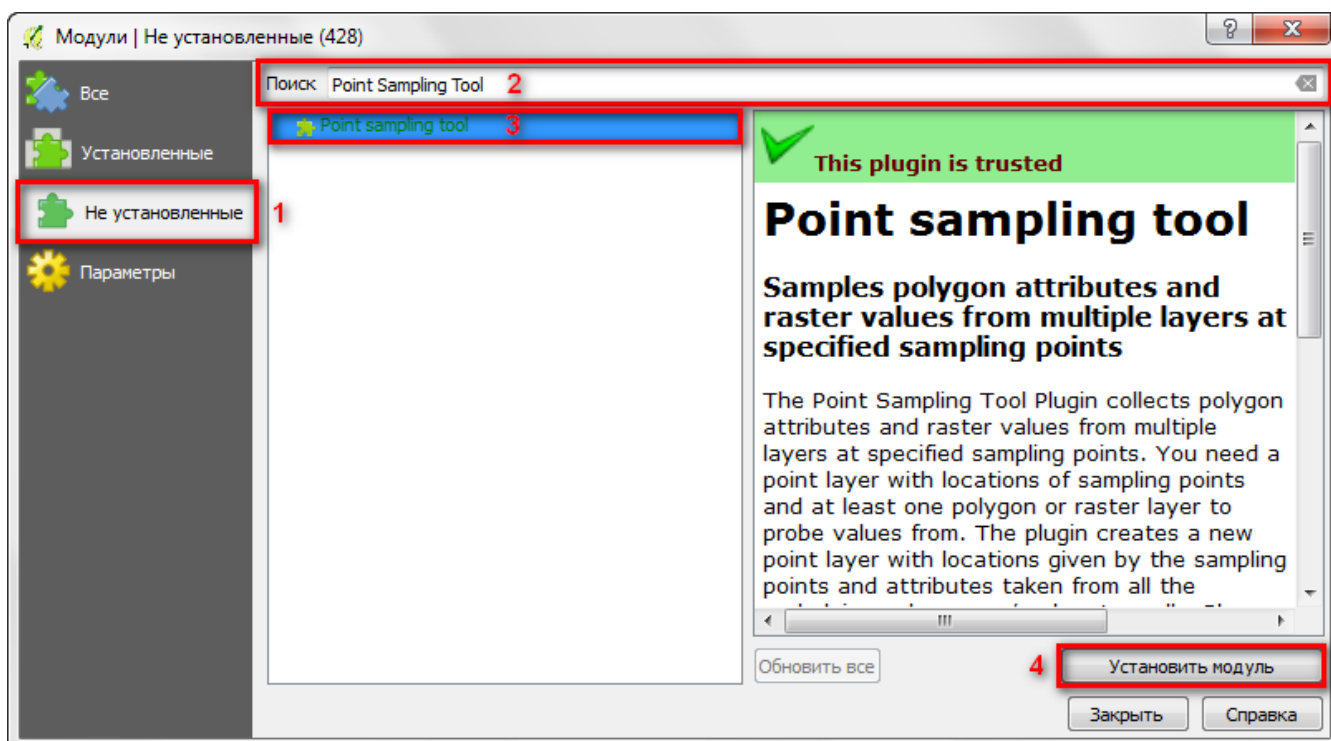 Модули | Не установленные (428)
Все
Установленные
Не установленные 1
Параметры
Поиск Point Sampling Tool 2
Point sampling tool 3
This plugin is trusted
Point sampling tool
Samples polygon attributes and
raster values from multiple layers at
specified sampling points
The Point Sampling Tool Plugin collects polygon
attributes and raster values from multiple
layers at specified sampling points. You need a
point layer with locations of sampling points
and at least one polygon or raster layer to
probe values from. The plugin creates a new
point layer with locations given by the sampling
points and attributes taken from all the
Обновить все
4 Установить модуль
Закрыть
Справка